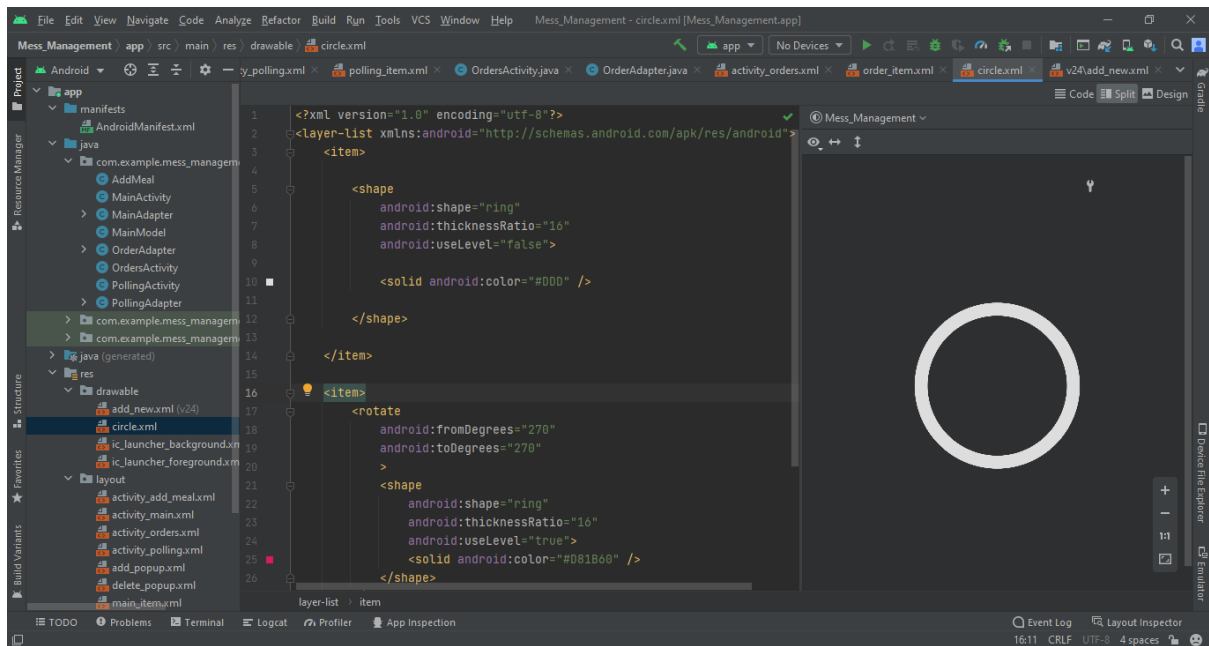 File Edit View Navigate Code Analyze Refactor Build Run Tools VCS Window Help Mess_Management - circle.xml [Mess_Management.app]
Mess_Management app src main res drawable circle.xml app No Devices
Android ty_polling.xml polling_item.xml OrdersActivity.java OrderAdapter.java activity_orders.xml order_item.xml circle.xml v24\add_new.xml
Code Split Design
Project
Resource Manager
Structure
Favorites
Build Variants
app
manifests
AndroidManifest.xml
java
com.example.mess_managem
AddMeal
MainActivity
MainAdapter
MainModel
OrderAdapter
OrdersActivity
PollingActivity
PollingAdapter
com.example.mess_managem
com.example.mess_managem
java (generated)
res
drawable
add_new.xml (v24)
circle.xml
ic_launcher_background.xm
ic_launcher_foreground.xm
layout
activity_add_meal.xml
activity_main.xml
activity_orders.xml
activity_polling.xml
add_popup.xml
delete_popup.xml
main_item.xml
1 <?xml version="1.0" encoding="utf-8"?>
2 <layer-list xmlns:android="http://schemas.android.com/apk/res/android">
3 <item>
4
5 <shape
6 android:shape="ring"
7 android:thicknessRatio="16"
8 android:useLevel="false">
9
10 <solid android:color="#DDD" />
11
12 </shape>
13
14 </item>
15
16 <item>
17 <rotate
18 android:fromDegrees="270"
19 android:toDegrees="270"
20 >
21 <shape
22 android:shape="ring"
23 android:thicknessRatio="16"
24 android:useLevel="true">
25 <solid android:color="#D81B60" />
26 </shape>
layer-list item
Mess_Management
1:1
Gradle
Device File Explorer
Emulator
TODO Problems Terminal Logcat Profiler App Inspection Event Log Layout Inspector
16:11 CRLF UTF-8 4 spaces